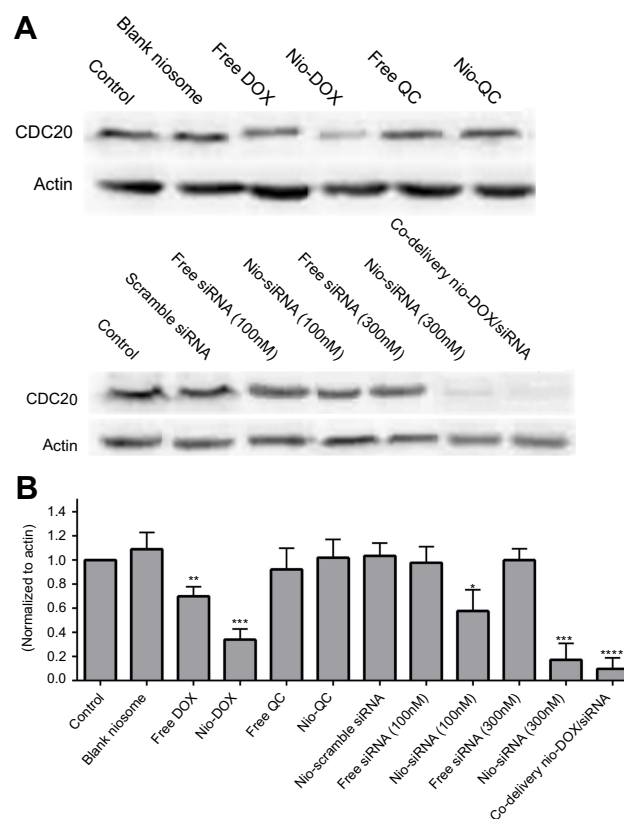 A
Control
Blank niosome
Free DOX
Nio-DOX
Free QC
Nio-QC
CDC20
Actin
Control
Scramble siRNA
Free siRNA (100nM)
Nio-siRNA (100nM)
Free siRNA (300nM)
Nio-siRNA (300nM)
Co-delivery nio-DOX/siRNA
CDC20
Actin
B
(Normalized to actin)
1.4
1.2
1.0
0.8
0.6
0.4
0.2
0.0
**
***
*
***
****
Control
Blank niosome
Free DOX
Nio-DOX
Free QC
Nio-QC
Nio-scramble siRNA
Free siRNA (100nM)
Nio-siRNA (100nM)
Free siRNA (300nM)
Nio-siRNA (300nM)
Co-delivery nio-DOX/siRNA